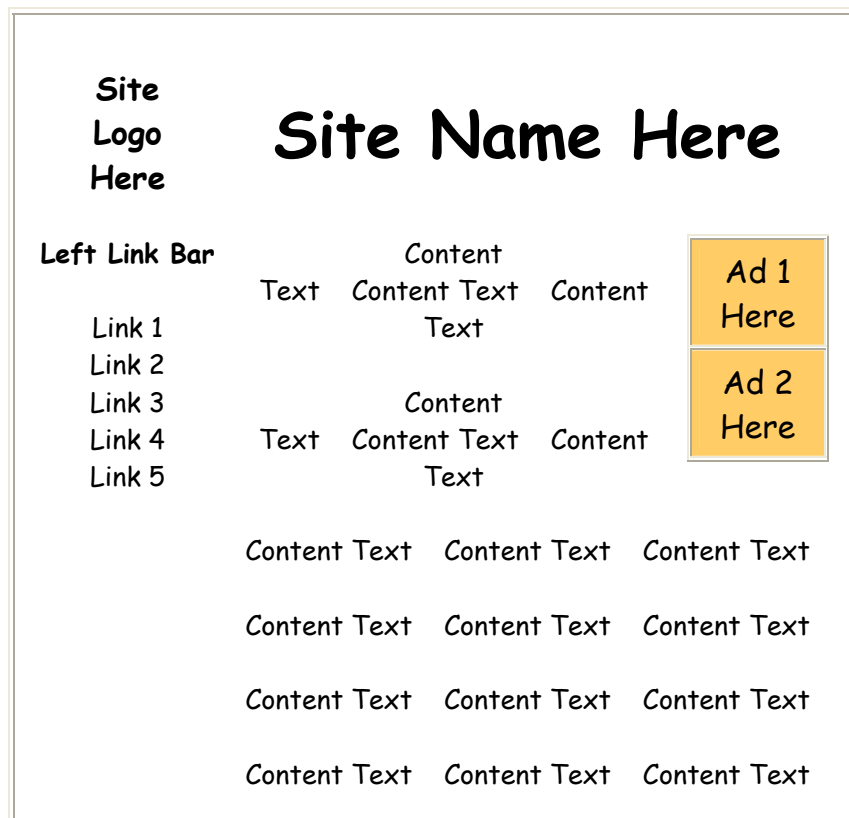 Site
Logo
Here
Site Name Here
Left Link Bar
Link 1
Link 2
Link 3
Link 4
Link 5
Content
Text Content Text Content
Text
Content
Text Content Text Content
Text
Ad 1
Here
Ad 2
Here
Content Text Content Text Content Text
Content Text Content Text Content Text
Content Text Content Text Content Text
Content Text Content Text Content Text